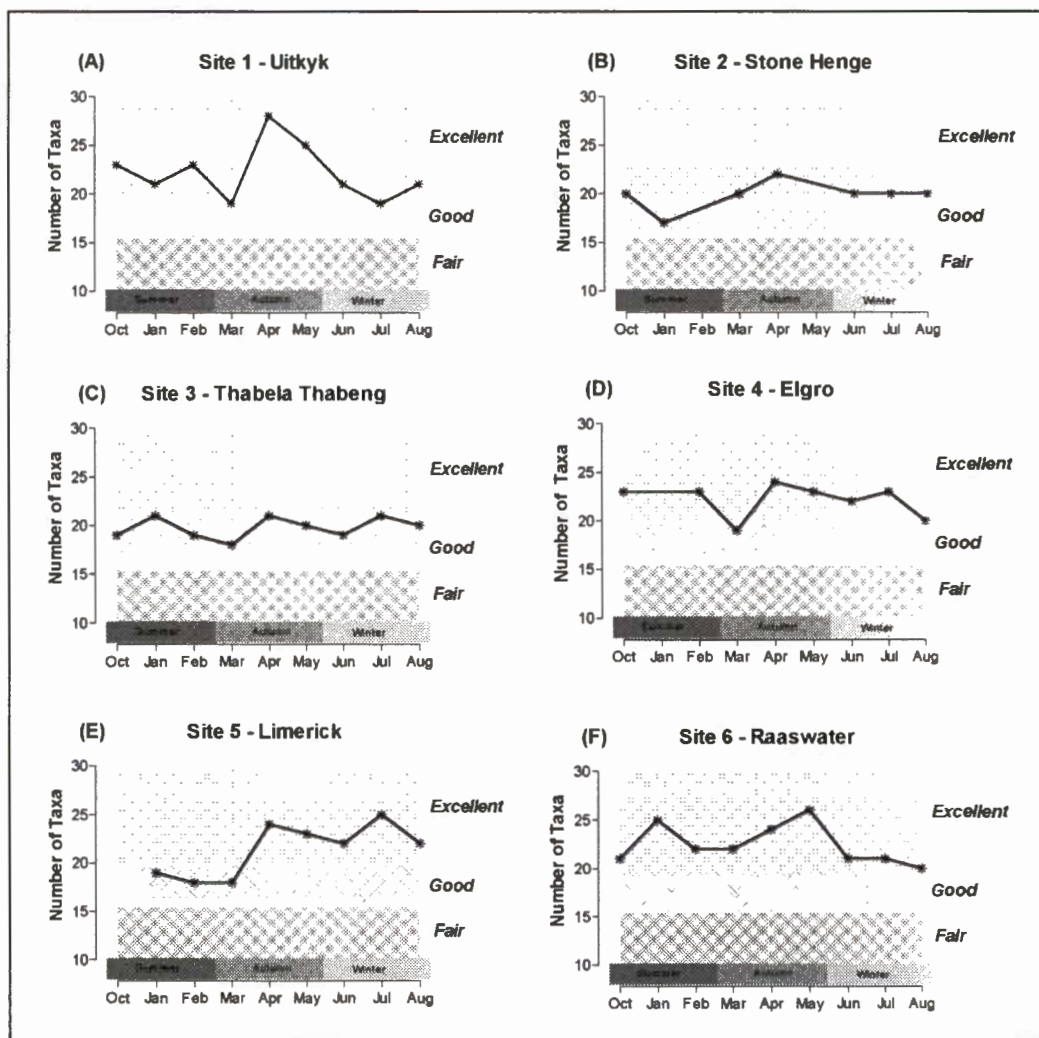 (A) Site 1 - Uitkyk
Number of Taxa
30
25
20
15
10
Excellent
Good
Fair
Summer Autumn Winter
Oct Jan Feb Mar Apr May Jun Jul Aug
(B) Site 2 - Stone Henge
Number of Taxa
30
25
20
15
10
Excellent
Good
Fair
Summer Autumn Winter
Oct Jan Feb Mar Apr May Jun Jul Aug
(C) Site 3 - Thabela Thabeng
Number of Taxa
30
25
20
15
10
Excellent
Good
Fair
Summer Autumn Winter
Oct Jan Feb Mar Apr May Jun Jul Aug
(D) Site 4 - Elgro
Number of Taxa
30
25
20
15
10
Excellent
Good
Fair
Summer Autumn Winter
Oct Jan Feb Mar Apr May Jun Jul Aug
(E) Site 5 - Limerick
Number of Taxa
30
25
20
15
10
Excellent
Good
Fair
Summer Autumn Winter
Oct Jan Feb Mar Apr May Jun Jul Aug
(F) Site 6 - Raaswater
Number of Taxa
30
25
20
15
10
Excellent
Good
Fair
Summer Autumn Winter
Oct Jan Feb Mar Apr May Jun Jul Aug